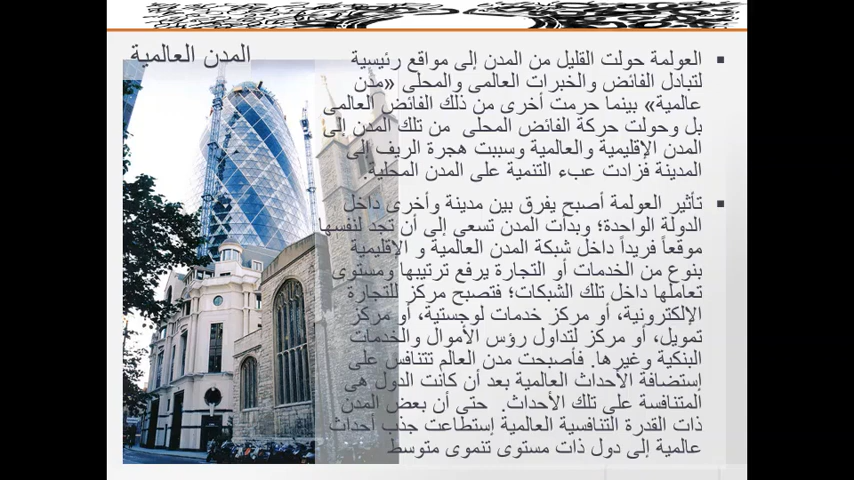 المدن العالمية
العولمة حولت القليل من المدن إلى مواقع رئيسية
لتبادل الفائض والخبرات العالمى والمحلى «مدن
عالمية» بينما حرمت أخرى من ذلك الفائض العالمى
بل وحولت حركة الفائض المحلى من تلك المدن إلى
المدن الإقليمية والعالمية وسببت هجرة الريف إلى
المدينة فزادت عبء التنمية على المدن المحلية.
تأثير العولمة أصبح يفرق بين مدينة وأخرى داخل
الدولة الواحدة؛ وبدأت المدن تسعى إلى أن تجد لنفسها
موقعاً فريداً داخل شبكة المدن العالمية و الإقليمية
بنوع من الخدمات أو التجارة يرفع ترتيبها ومستوى
تعاملها داخل تلك الشبكات؛ فتصبح مركز للتجارة
الإلكترونية، أو مركز خدمات لوجستية، أو مركز
تمويل، أو مركز لتداول رؤس الأموال والخدمات
البنكية وغيرها. فأصبحت مدن العالم تتنافس على
إستضافة الأحداث العالمية بعد أن كانت الدول هى
المتنافسة على تلك الأحداث. حتى أن بعض المدن
ذات القدرة التنافسية العالمية إستطاعت جذب أحداث
عالمية إلى دول ذات مستوى تنموى متوسط